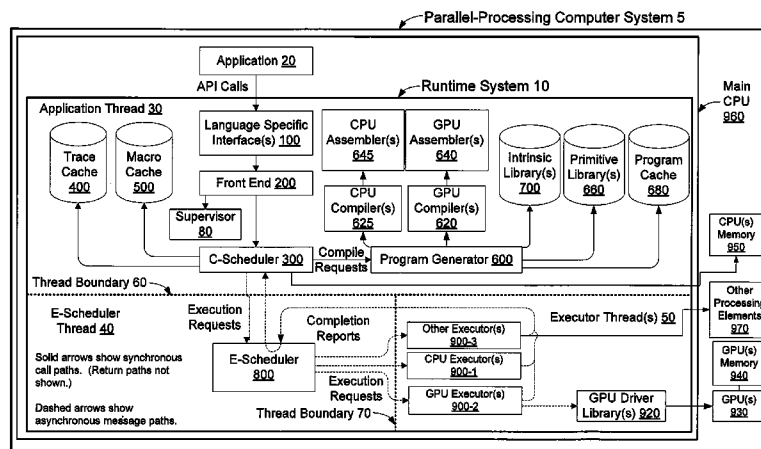 Parallel-Processing Computer System 5
Application 20
API Calls
Runtime System 10
Main
CPU
960
Application Thread 30
Trace
Cache
400
Macro
Cache
500
Language Specific
Interface(s) 100
Front End 200
Supervisor
80
C-Scheduler 300
CPU
Assembler(s)
645
GPU
Assembler(s)
640
CPU
Compiler(s)
625
GPU
Compiler(s)
620
Compile
Requests
Program Generator 600
Intrinsic
Library(s)
700
Primitive
Library(s)
660
Program
Cache
680
CPU(s)
Memory
950
Thread Boundary 60
E-Scheduler
Thread 40
Execution
Requests
Completion
Reports
Other Executor(s)
900-3
Executor Thread(s) 50
Other
Processing
Elements
970
Solid arrows show synchronous
call paths. (Return paths not
shown.)
E-Scheduler
800
CPU Executor(s)
900-1
GPU(s)
Memory
940
Dashed arrows show
asynchronous message paths.
Execution
Requests
GPU Executor(s)
900-2
Thread Boundary 70
GPU Driver
Library(s) 920
GPU(s)
930